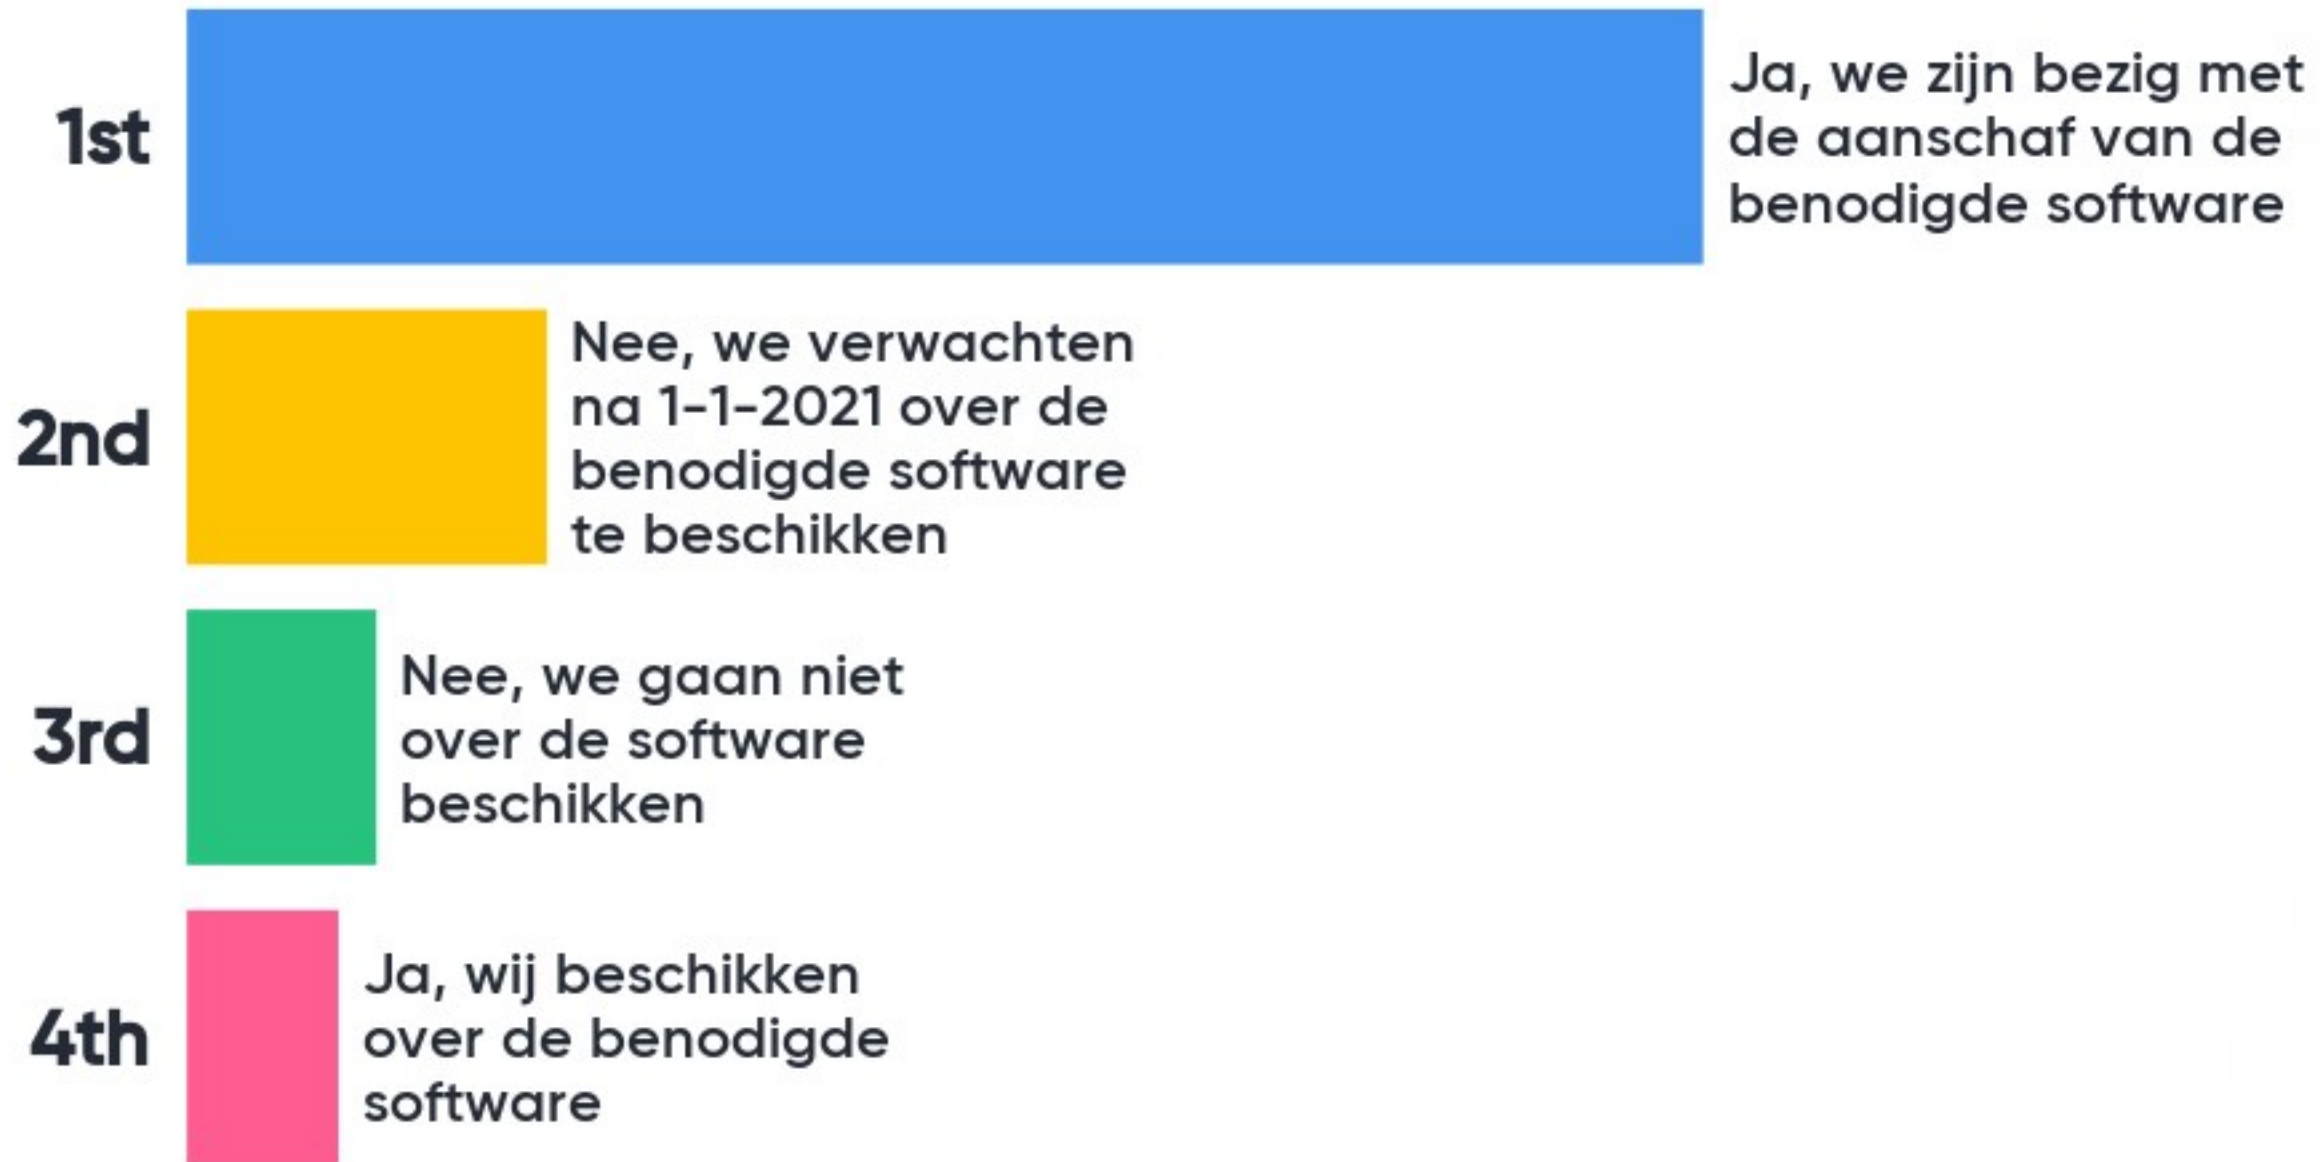 1st
Ja, we zijn bezig met
de aanschaf van de
benodigde software
2nd
Nee, we verwachten
na 1-1-2021 over de
benodigde software
te beschikken
3rd
Nee, we gaan niet
over de software
beschikken
4th
Ja, wij beschikken
over de benodigde
software